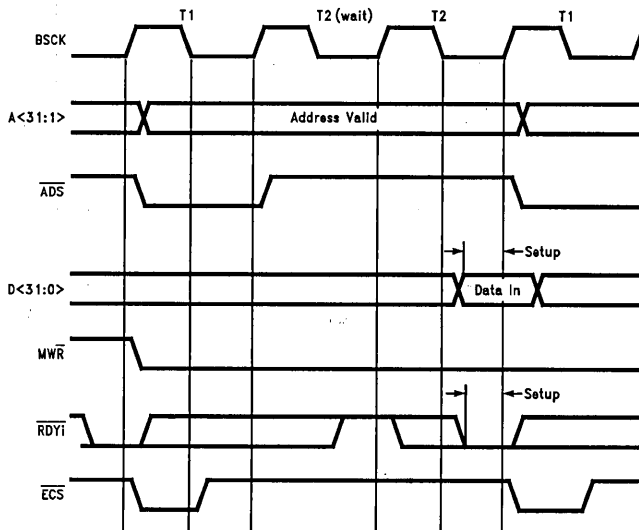 T1 T2 (wait) T2 T1
BSCK
A<31:1> Address Valid
ADS
Setup
D<31:0> Data In
MWR
Setup
RDYi
ECS